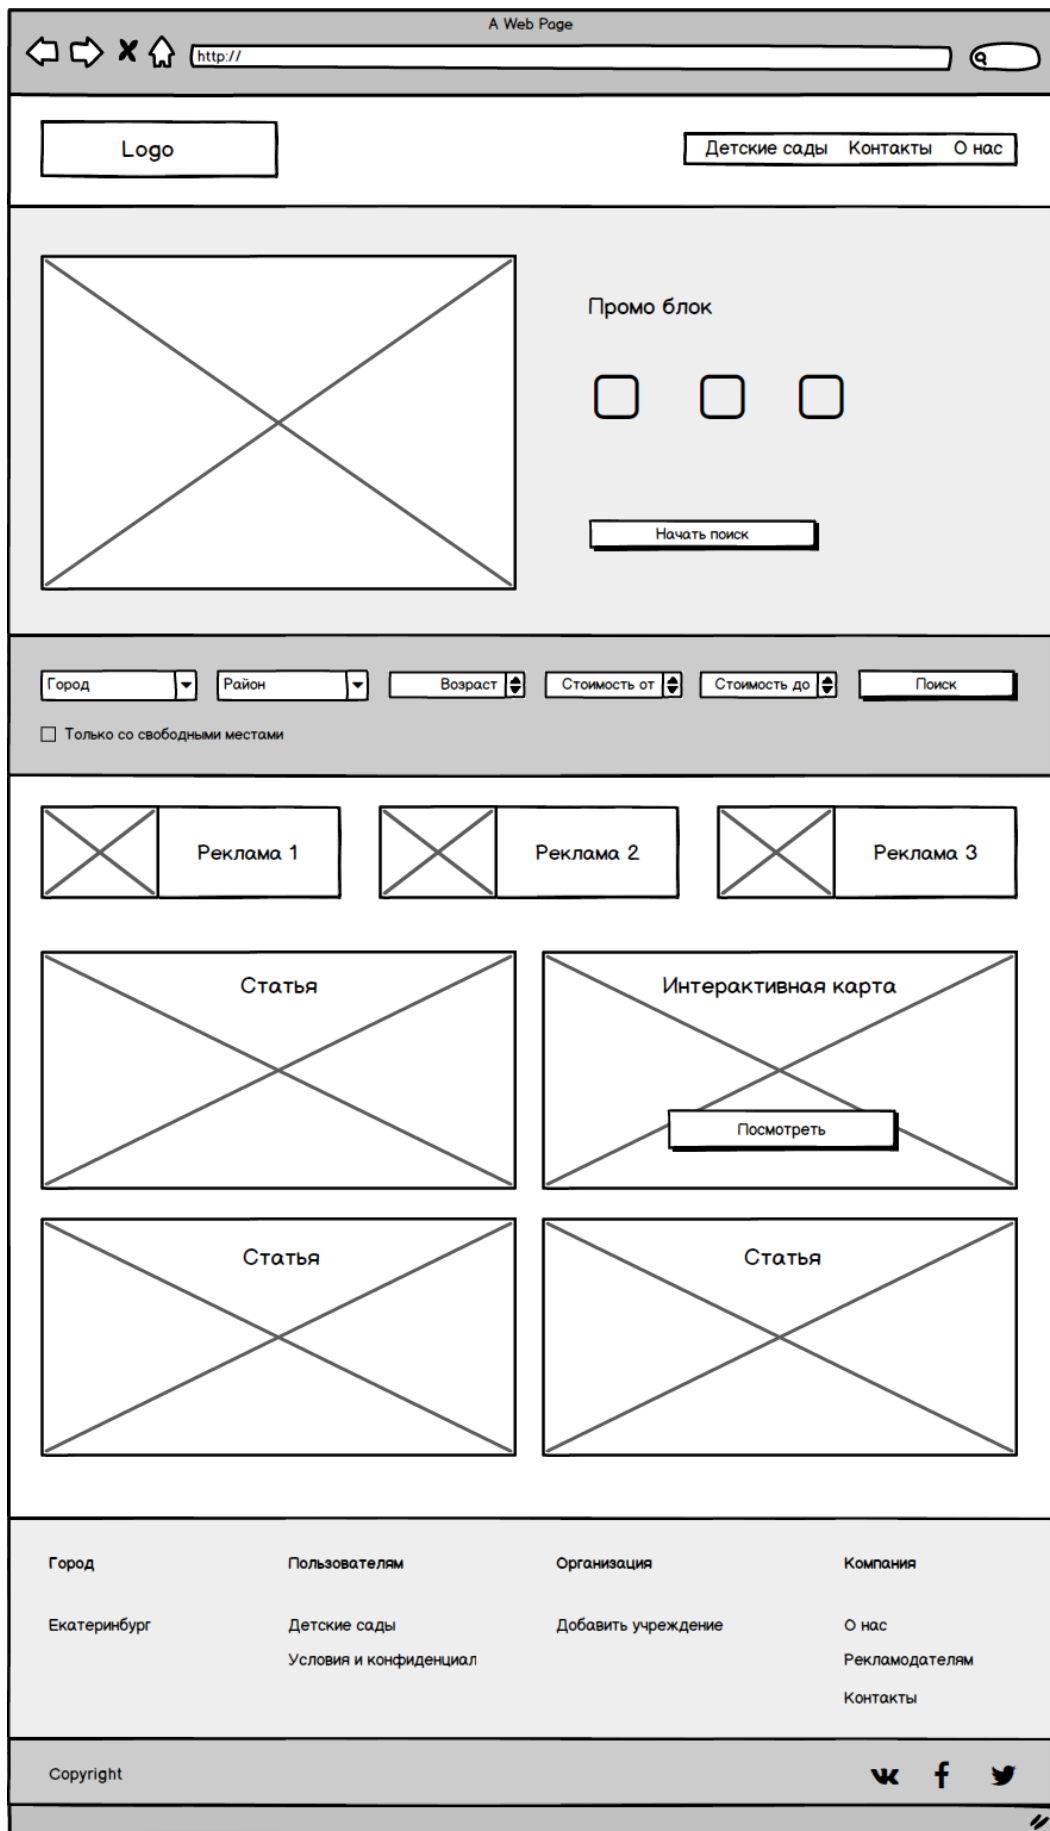 A Web Page
http://
Logo
Детские сады Контакты О нас
Промо блок
Начать поиск
Город Район Возраст Стоимость от Стоимость до Поиск
Только со свободными местами
Реклама 1 Реклама 2 Реклама 3
Статья Интерактивная карта
Посмотреть
Статья Статья
Город Пользователям Организация Компания
Екатеринбург Детские сады Добавить учреждение О нас
Условия и конфиденциал Рекламодателям
Контакты
Copyright